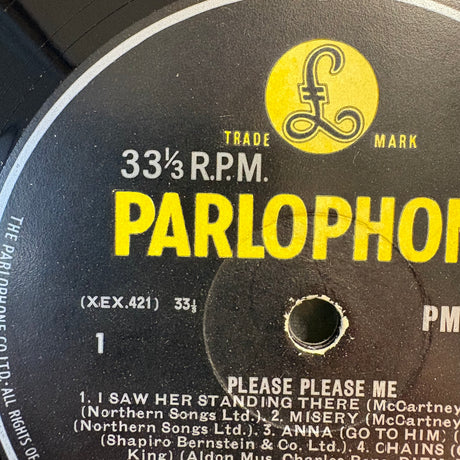 £
TRADE MARK
33⅓ R.P.M.
PARLOPHON
(XEX.421) 33⅓
PM
1
PLEASE PLEASE ME
1. I SAW HER STANDING THERE (McCartney
(Northern Songs Ltd.). 2. MISERY (McCartney
(Northern Songs Ltd.). 3. ANNA (GO TO HIM) (
(Shapiro Bernstein & Co. Ltd.). 4. CHAINS (G
King) (Aldon Mus.
THE PARLOPHONE CO. LTD. · ALL RIGHTS OF